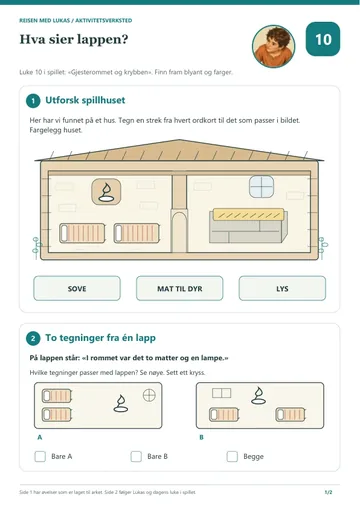 REISEN MED LUKAS / AKTIVITETSVERKSTED
Hva sier lappen?
10
Luke 10 i spillet: «Gjesterommet og krybben». Finn fram blyant og farger.
1 Utforsk spillhuset
Her har vi funnet på et hus. Tegn en strek fra hvert ordkort til det som passer i bildet.
Fargelegg huset.
SOVE
MAT TIL DYR
LYS
2 To tegninger fra én lapp
På lappen står: «I rommet var det to matter og en lampe.»
Hvilke tegninger passer med lappen? Se nøye. Sett ett kryss.
A
B
Bare A
Bare B
Begge
Side 1 har øvelser som er laget til arket. Side 2 følger Lukas og dagens luke i spillet.
1/2